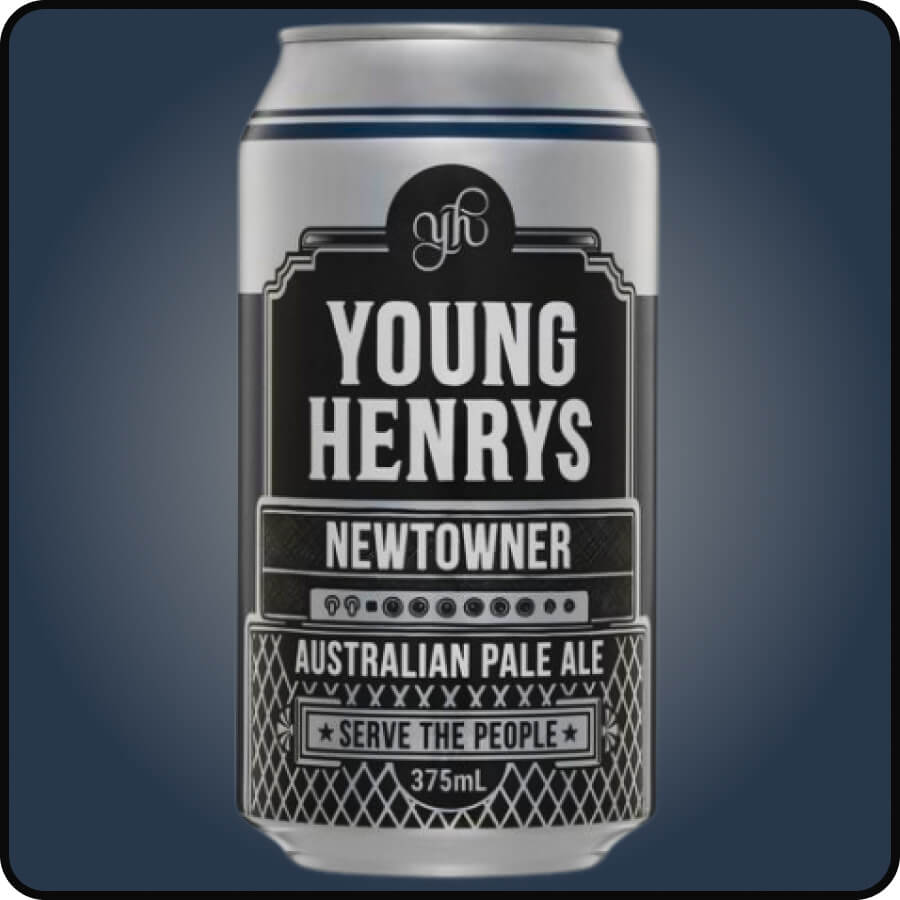 yh
YOUNG
HENRYS
NEWTOWNER
AUSTRALIAN PALE ALE
★ SERVE THE PEOPLE ★
375mL